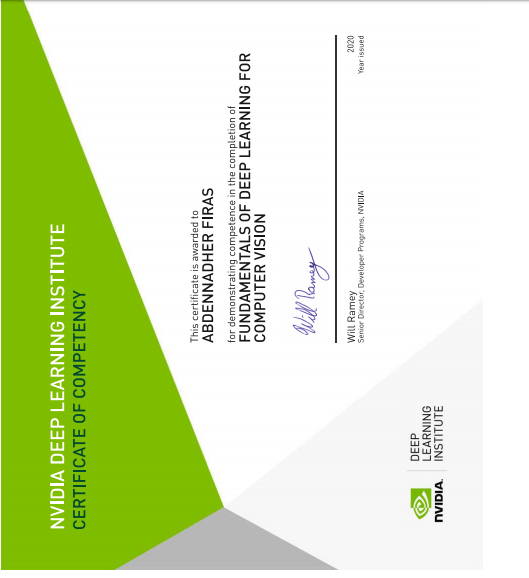 NVIDIA DEEP LEARNING INSTITUTE
CERTIFICATE OF COMPETENCY
This certificate is awarded to
ABDENNADHER FIRAS
for demonstrating competence in the completion of
FUNDAMENTALS OF DEEP LEARNING FOR
COMPUTER VISION
Will Ramey
Will Ramey
Senior Director, Developer Programs, NVIDIA
2020
Year issued
NVIDIA.
DEEP
LEARNING
INSTITUTE